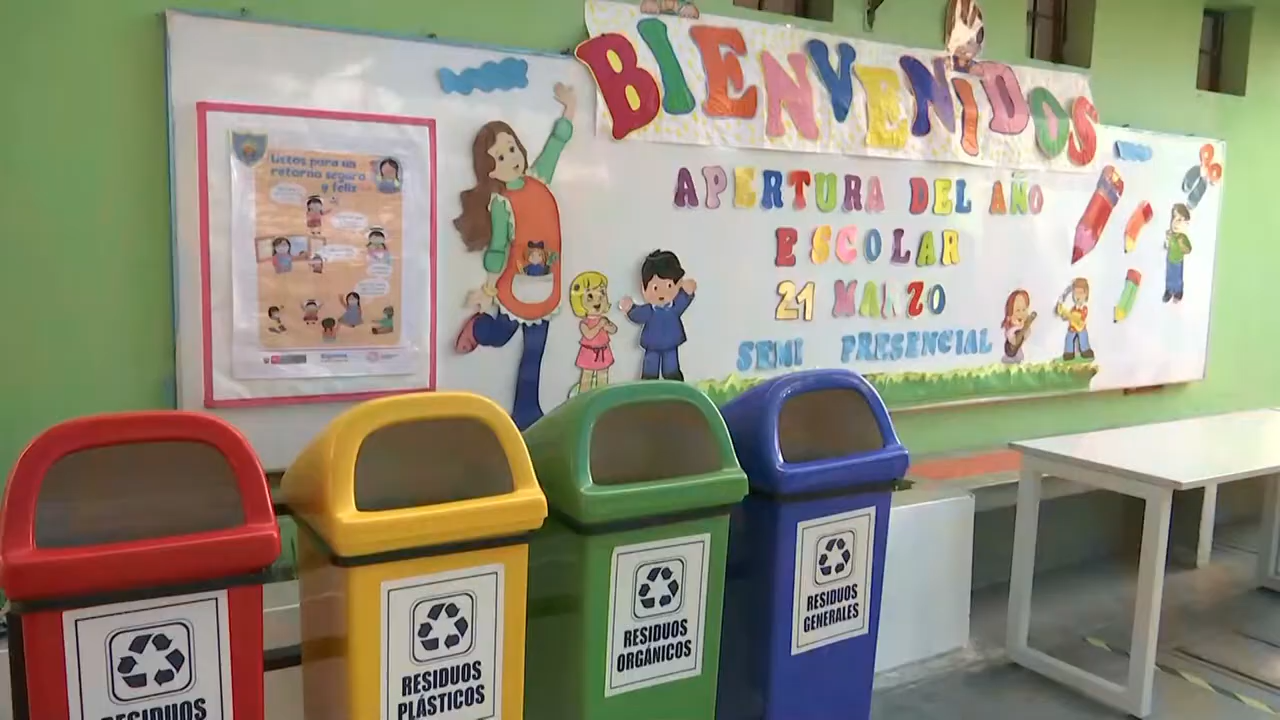 BIENVENIDOS
APERTURA DEL AÑO
ESCOLAR
21 MARZO
SEMI PRESENCIAL
Listos para un
retorno seguro
y feliz
RESIDUOS
RESIDUOS
PLÁSTICOS
RESIDUOS
ORGÁNICOS
RESIDUOS
GENERALES